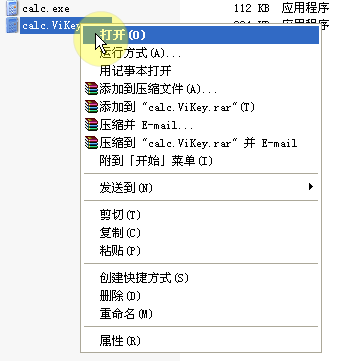 calc.exe 112 KB 应用程序
calc.ViKey 应用程序
打开(O)
运行方式(A)...
用记事本打开
添加到压缩文件(A)...
添加到 "calc.ViKey.rar"(T)
压缩并 E-mail...
压缩到 "calc.ViKey.rar" 并 E-mail
附到「开始」菜单(I)
发送到(N)
剪切(T)
复制(C)
粘贴(P)
创建快捷方式(S)
删除(D)
重命名(M)
属性(R)